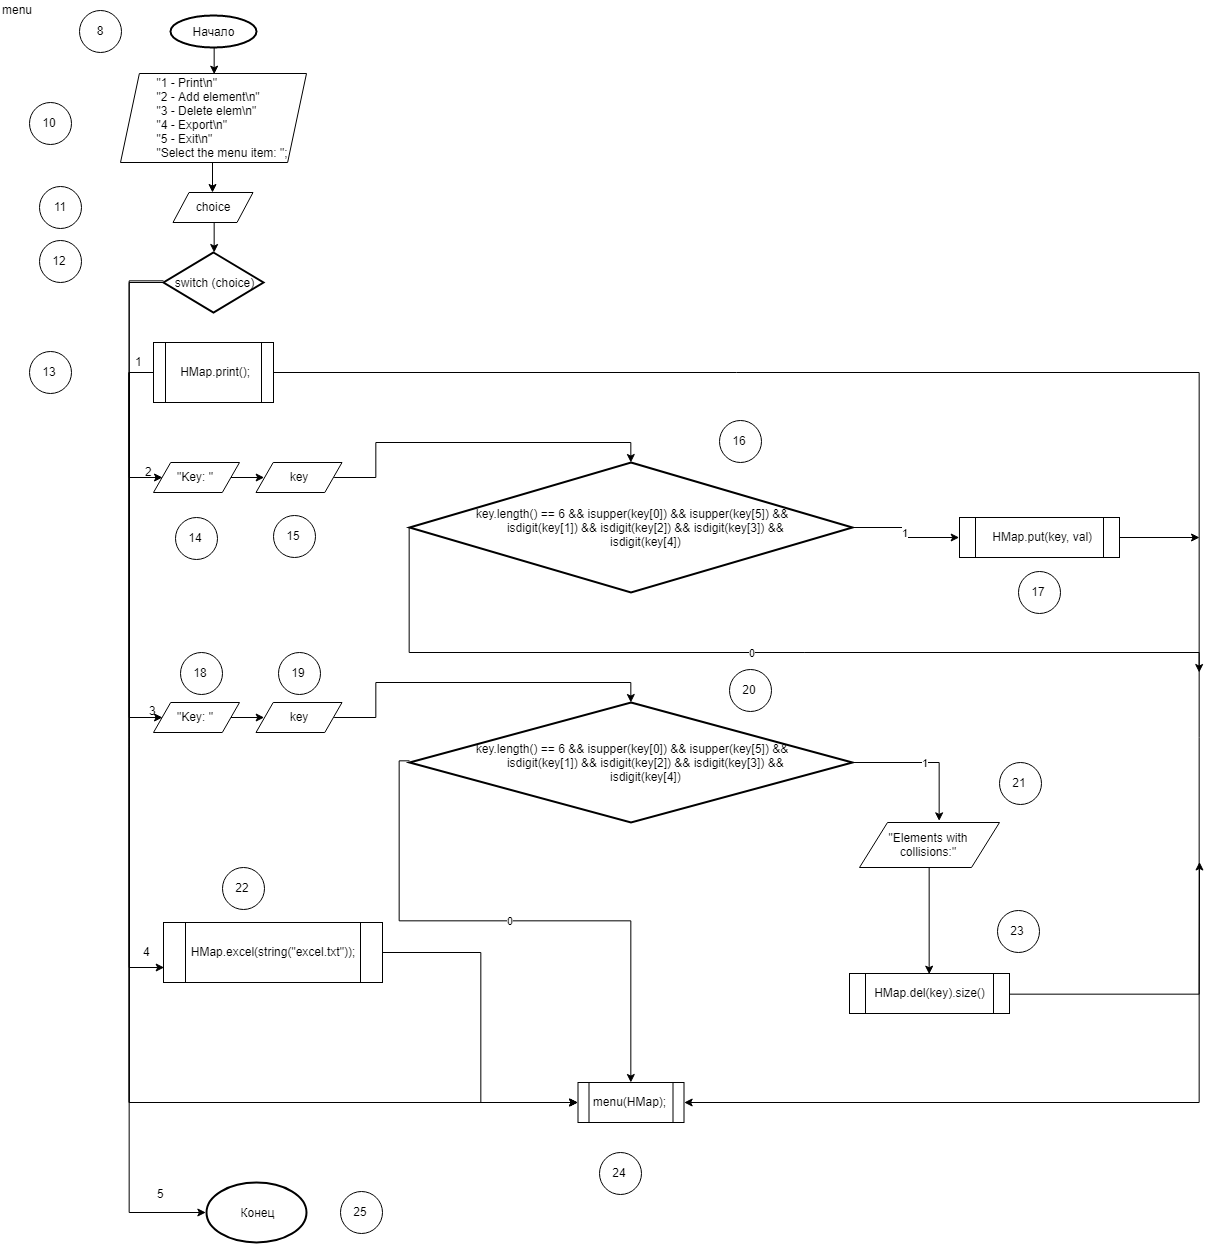 menu
8
Начало
"1 - Print\n"
"2 - Add element\n"
"3 - Delete elem\n"
"4 - Export\n"
"5 - Exit\n"
"Select the menu item: ";
10
11
choice
12
switch (choice)
1
13
HMap.print();
16
2
"Key: "
key
key.length() == 6 && isupper(key[0]) && isupper(key[5]) &&
isdigit(key[1]) && isdigit(key[2]) && isdigit(key[3]) &&
isdigit(key[4])
1
HMap.put(key, val)
14
15
17
0
18
19
20
3
"Key: "
key
key.length() == 6 && isupper(key[0]) && isupper(key[5]) &&
isdigit(key[1]) && isdigit(key[2]) && isdigit(key[3]) &&
isdigit(key[4])
1
21
"Elements with
collisions:"
22
0
23
4
HMap.excel(string("excel.txt"));
HMap.del(key).size()
menu(HMap);
24
5
Конец
25